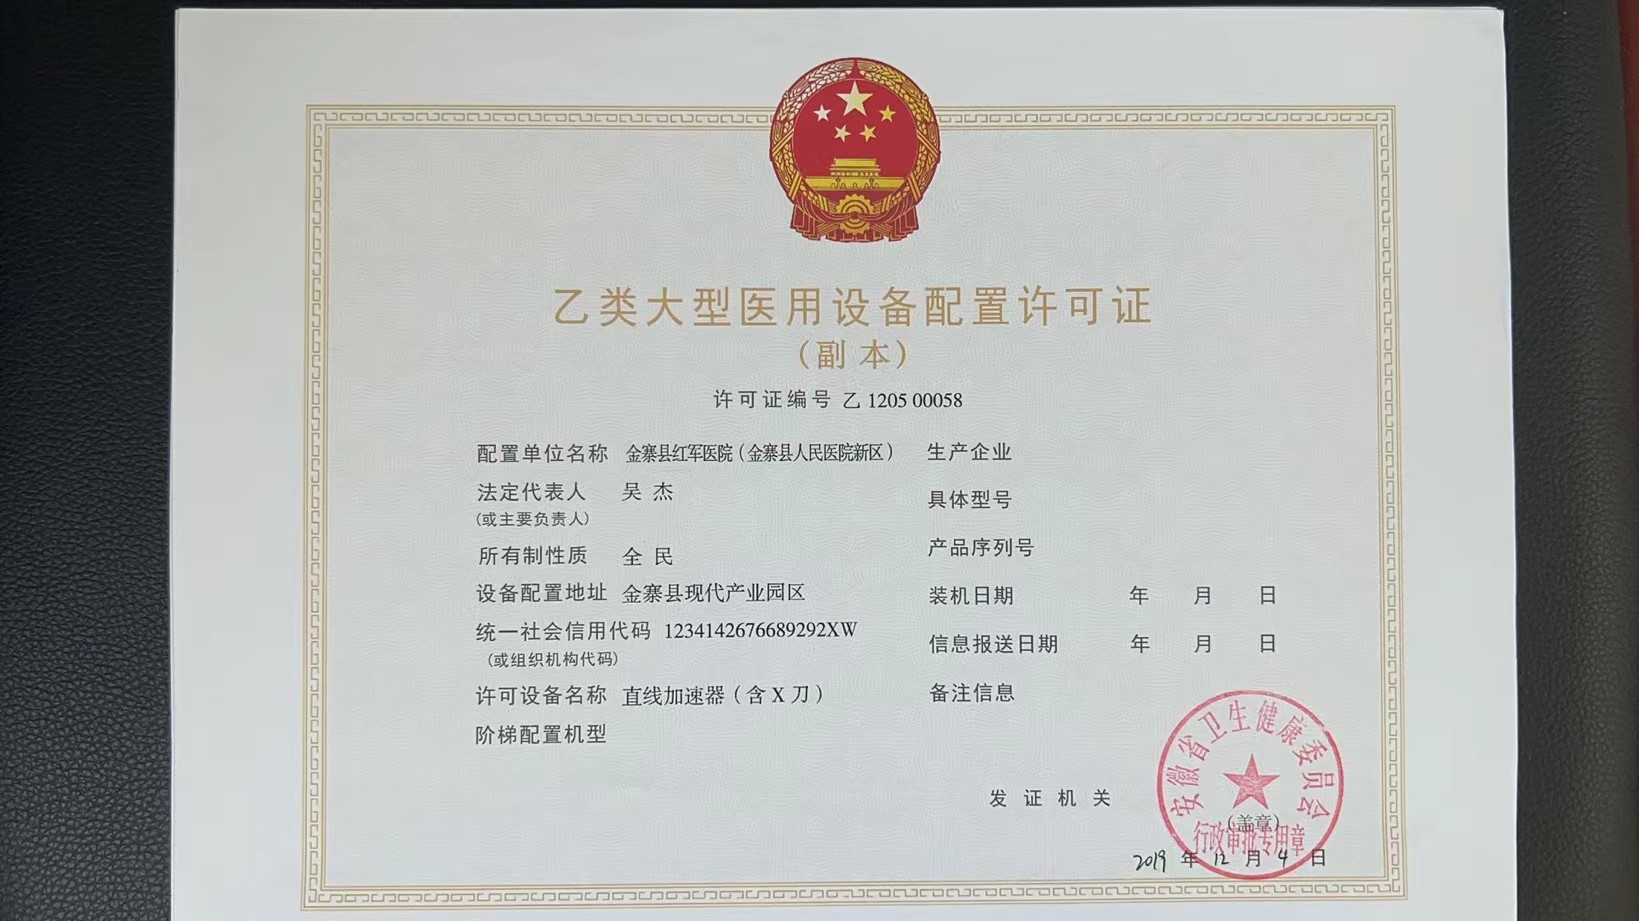 乙类大型医用设备配置许可证
（副本）
许可证编号 乙 1205 00058
配置单位名称 金寨县红军医院（金寨县人民医院新区）
法定代表人 吴杰
(或主要负责人)
所有制性质 全民
设备配置地址 金寨县现代产业园区
统一社会信用代码 1234142676689292XW
(或组织机构代码)
许可设备名称 直线加速器（含 X 刀）
阶梯配置机型
生产企业
具体型号
产品序列号
装机日期 年 月 日
信息报送日期 年 月 日
备注信息
发证机关
安徽省卫生健康委员会
（盖章）
行政审批专用章
2019 年 12 月 4 日